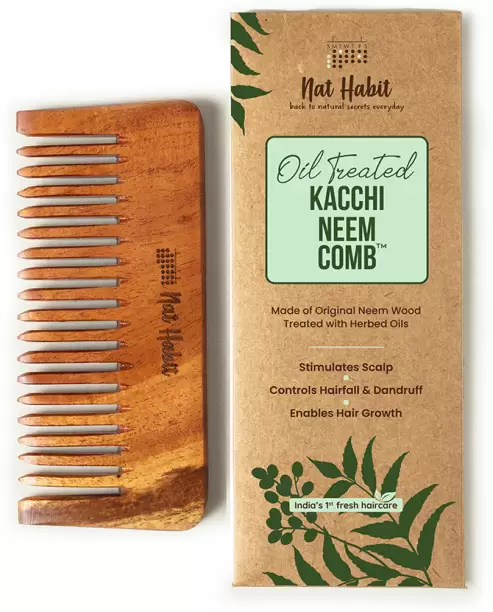 Nat Habit
S M T W T F S
Nat Habit
back to natural secrets everyday
Oil Treated
KACCHI
NEEM
COMB™
Made of Original Neem Wood
Treated with Herbed Oils
Stimulates Scalp
Controls Hairfall & Dandruff
Enables Hair Growth
India's 1st fresh haircare